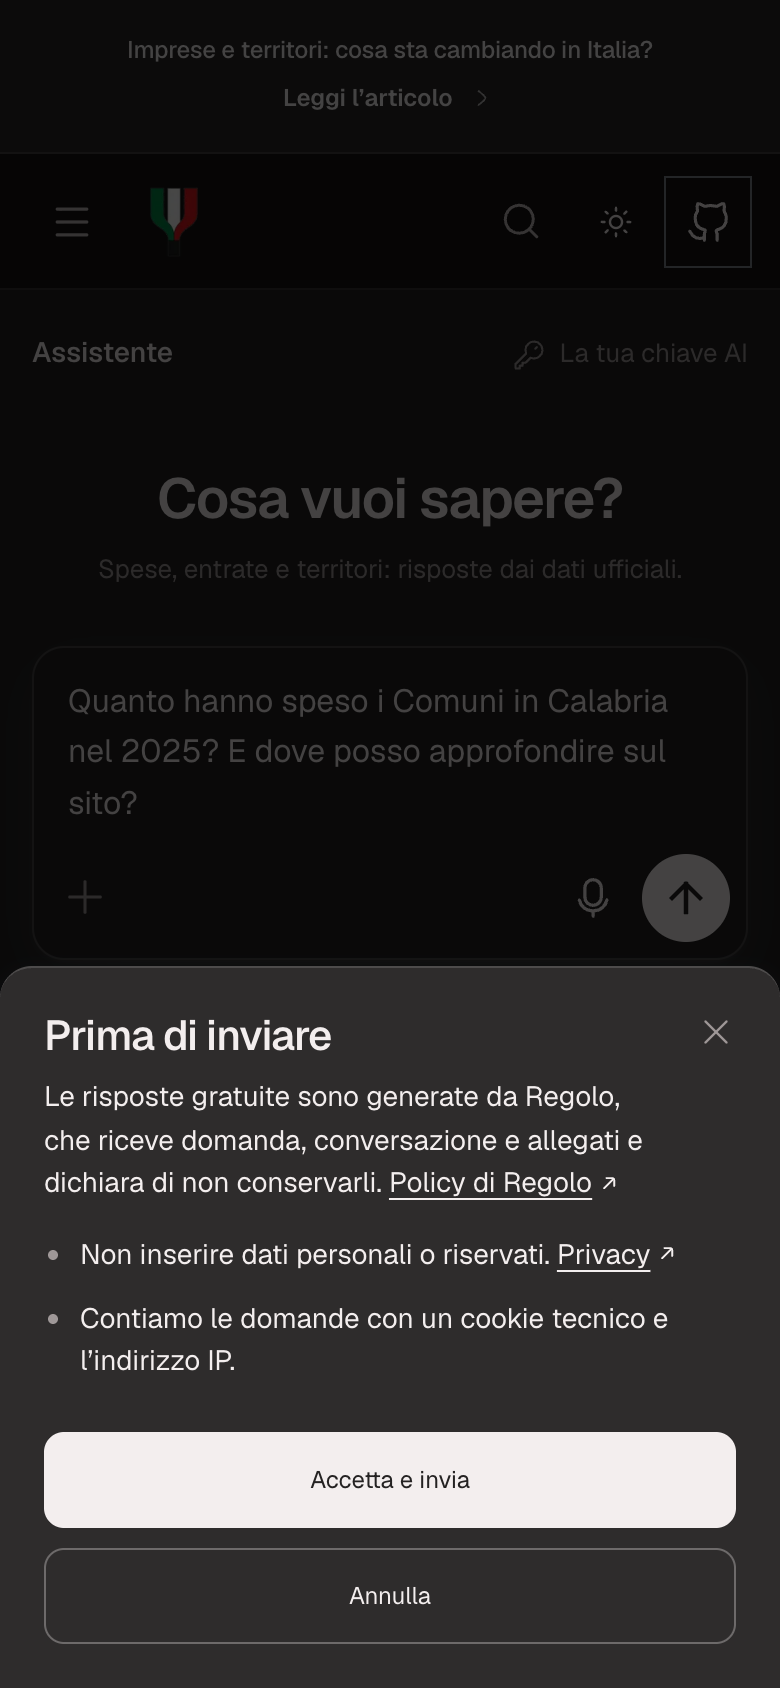 Imprese e territori: cosa sta cambiando in Italia?
Leggi l’articolo
Assistente
La tua chiave AI
Cosa vuoi sapere?
Spese, entrate e territori: risposte dai dati ufficiali.
Quanto hanno speso i Comuni in Calabria
nel 2025? E dove posso approfondire sul
sito?
Prima di inviare
Le risposte gratuite sono generate da Regolo,
che riceve domanda, conversazione e allegati e
dichiara di non conservarli. Policy di Regolo ↗
Non inserire dati personali o riservati. Privacy ↗
Contiamo le domande con un cookie tecnico e
l’indirizzo IP.
Accetta e invia
Annulla